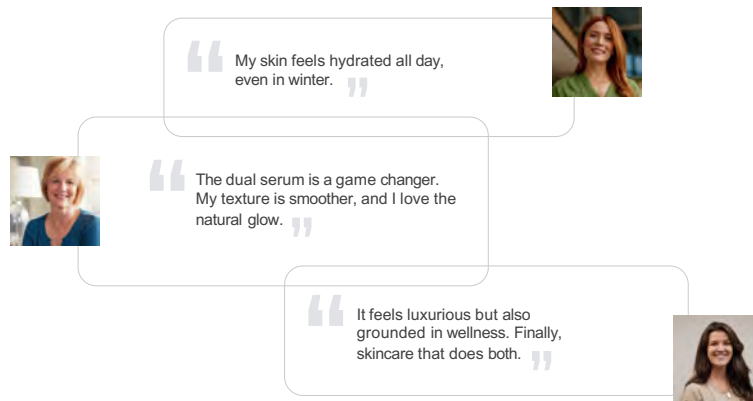 “ My skin feels hydrated all day,
even in winter. ”
“ The dual serum is a game changer.
My texture is smoother, and I love the
natural glow. ”
“ It feels luxurious but also
grounded in wellness. Finally,
skincare that does both. ”